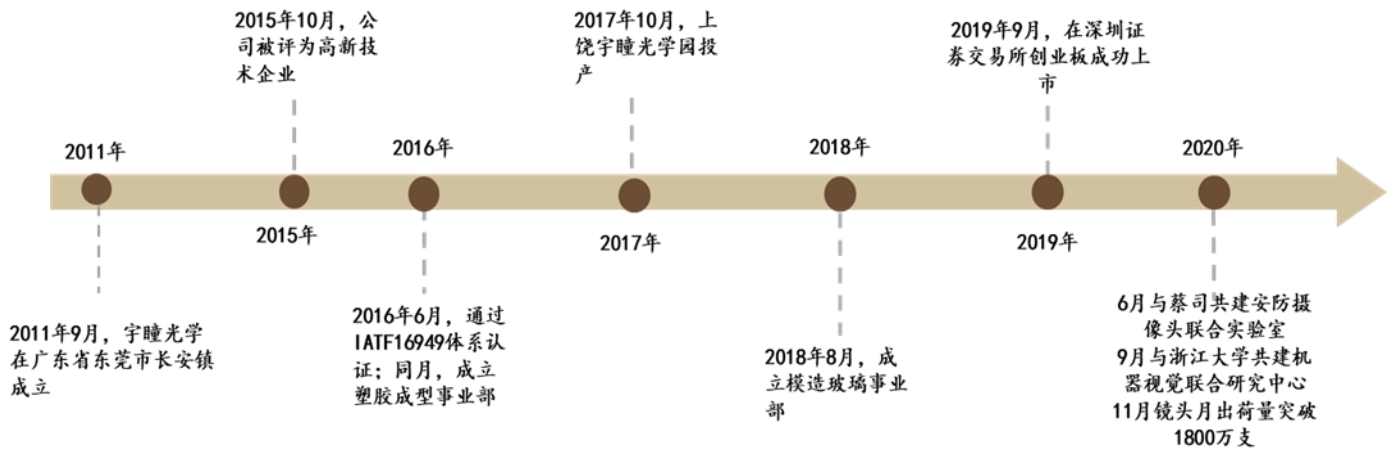 2015年10月，公
司被评为高新技
术企业
2017年10月，上
饶宇瞳光学园投
产
2019年9月，在深圳证
券交易所创业板成功上
市
2011年
2016年
2018年
2020年
2015年
2017年
2019年
2011年9月，宇瞳光学
在广东省东莞市长安镇
成立
2016年6月，通过
IATF16949体系认
证；同月，成立
塑胶成型事业部
2018年8月，成
立模造玻璃事业
部
6月与蔡司共建安防摄
像头联合实验室
9月与浙江大学共建机
器视觉联合研究中心
11月镜头月出荷量突破
1800万支